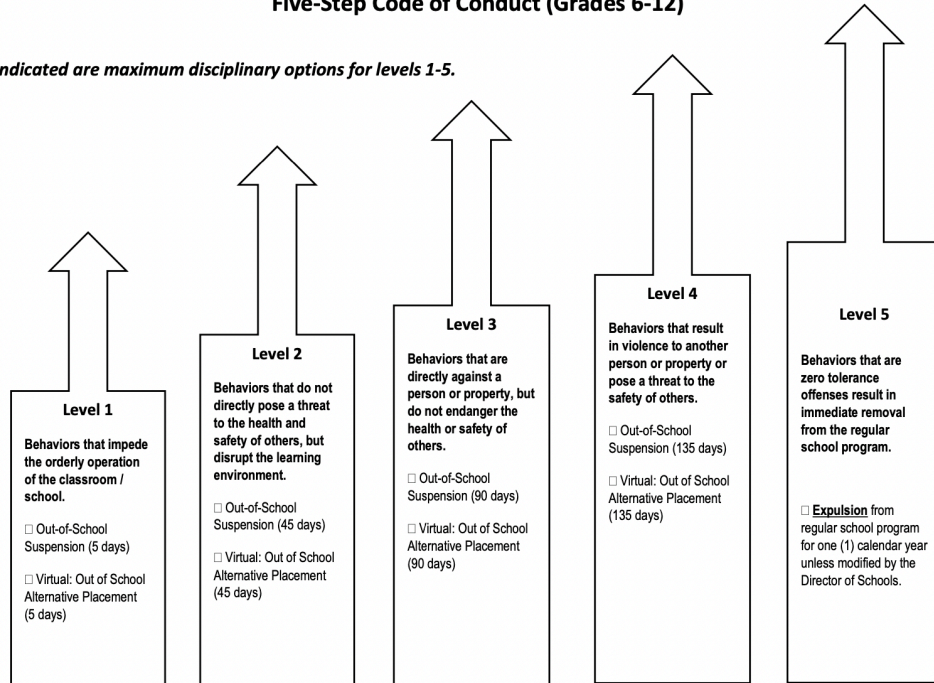 Five-Step Code of Conduct (Grades 6-12)
ndicated are maximum disciplinary options for levels 1-5.
Level 1
Behaviors that impede
the orderly operation
of the classroom /
school.
☐ Out-of-School
Suspension (5 days)
☐ Virtual: Out of School
Alternative Placement
(5 days)
Level 2
Behaviors that do not
directly pose a threat
to the health and
safety of others, but
disrupt the learning
environment.
☐ Out-of-School
Suspension (45 days)
☐ Virtual: Out of School
Alternative Placement
(45 days)
Level 3
Behaviors that are
directly against a
person or property, but
do not endanger the
health or safety of
others.
☐ Out-of-School
Suspension (90 days)
☐ Virtual: Out of School
Alternative Placement
(90 days)
Level 4
Behaviors that result
in violence to another
person or property or
pose a threat to the
safety of others.
☐ Out-of-School
Suspension (135 days)
☐ Virtual: Out of School
Alternative Placement
(135 days)
Level 5
Behaviors that are
zero tolerance
offenses result in
immediate removal
from the regular
school program.
☐ Expulsion from
regular school program
for one (1) calendar year
unless modified by the
Director of Schools.